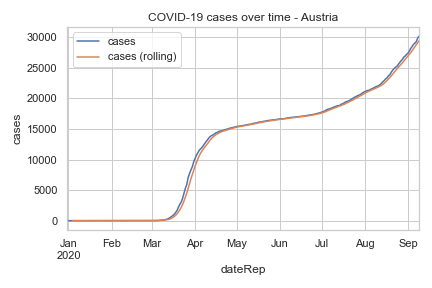 COVID-19 cases over time - Austria
cases
cases (rolling)
30000
25000
20000
15000
10000
5000
0
cases
Jan Feb Mar Apr May Jun Jul Aug Sep
2020
dateRep